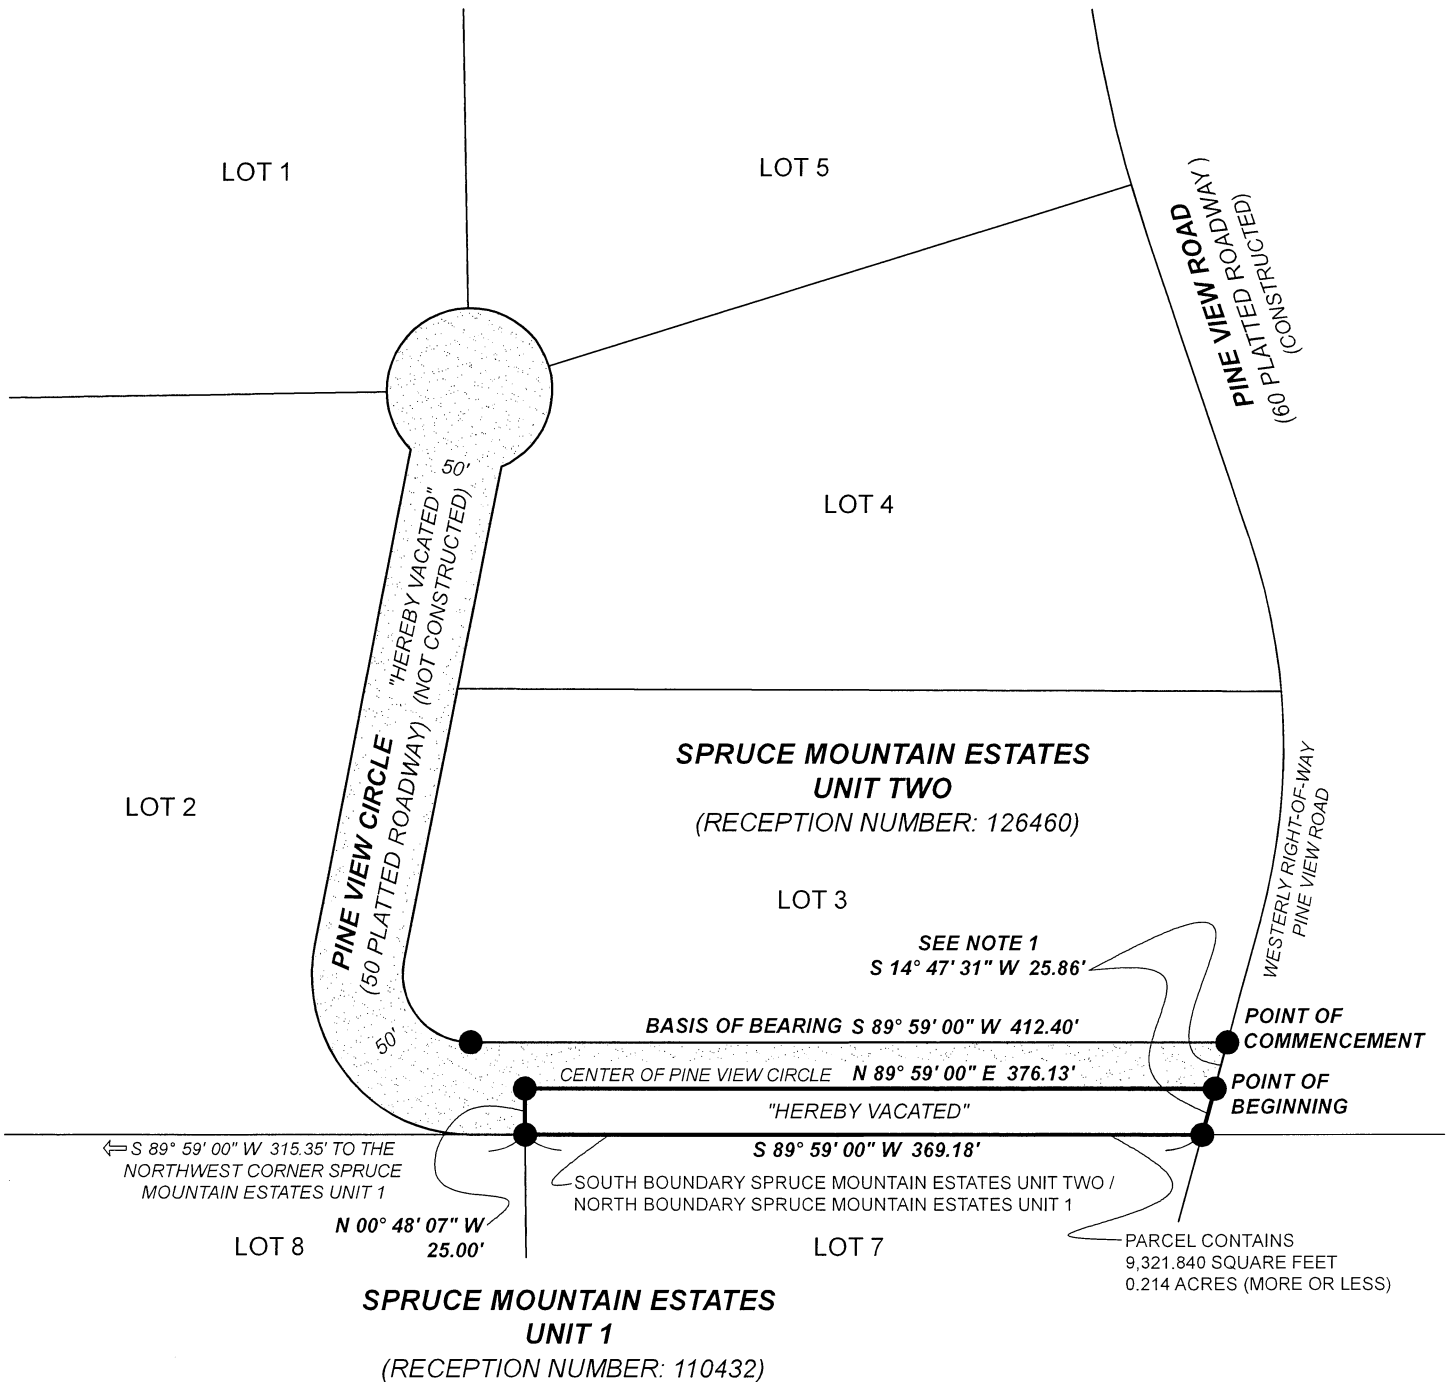 LOT 1
LOT 5
PINE VIEW ROAD
(60 PLATTED ROADWAY )
(CONSTRUCTED)
50'
LOT 4
"HEREBY VACATED"
(NOT CONSTRUCTED)
PINE VIEW CIRCLE
(50 PLATTED ROADWAY)
LOT 2
SPRUCE MOUNTAIN ESTATES
UNIT TWO
(RECEPTION NUMBER: 126460)
WESTERLY RIGHT-OF-WAY
PINE VIEW ROAD
LOT 3
SEE NOTE 1
S 14° 47' 31" W 25.86'
50'
BASIS OF BEARING S 89° 59' 00" W 412.40'
POINT OF
COMMENCEMENT
CENTER OF PINE VIEW CIRCLE N 89° 59' 00" E 376.13'
POINT OF
BEGINNING
"HEREBY VACATED"
S 89° 59' 00" W 369.18'
⇦ S 89° 59' 00" W 315.35' TO THE
NORTHWEST CORNER SPRUCE
MOUNTAIN ESTATES UNIT 1
SOUTH BOUNDARY SPRUCE MOUNTAIN ESTATES UNIT TWO /
NORTH BOUNDARY SPRUCE MOUNTAIN ESTATES UNIT 1
N 00° 48' 07" W
25.00'
LOT 8
LOT 7
PARCEL CONTAINS
9,321.840 SQUARE FEET
0.214 ACRES (MORE OR LESS)
SPRUCE MOUNTAIN ESTATES
UNIT 1
(RECEPTION NUMBER: 110432)